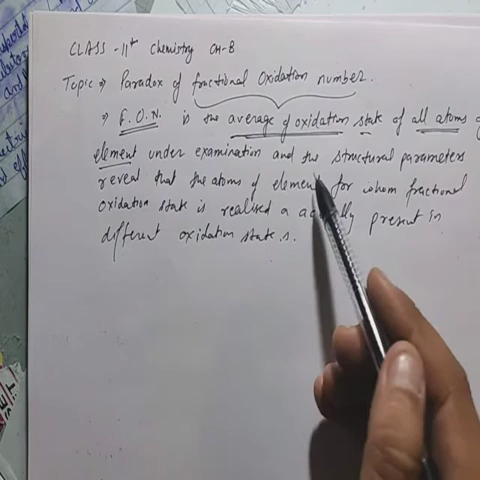 CLASS - 11th Chemistry CH-8
Topic ⇒ Paradox of fractional Oxidation number.
⇒ F.O.N. is the average of oxidation state of all atoms of
element under examination and the structural parameters
reveal that the atoms of element for whom fractional
oxidation state is realised a actually present in
different oxidation states.